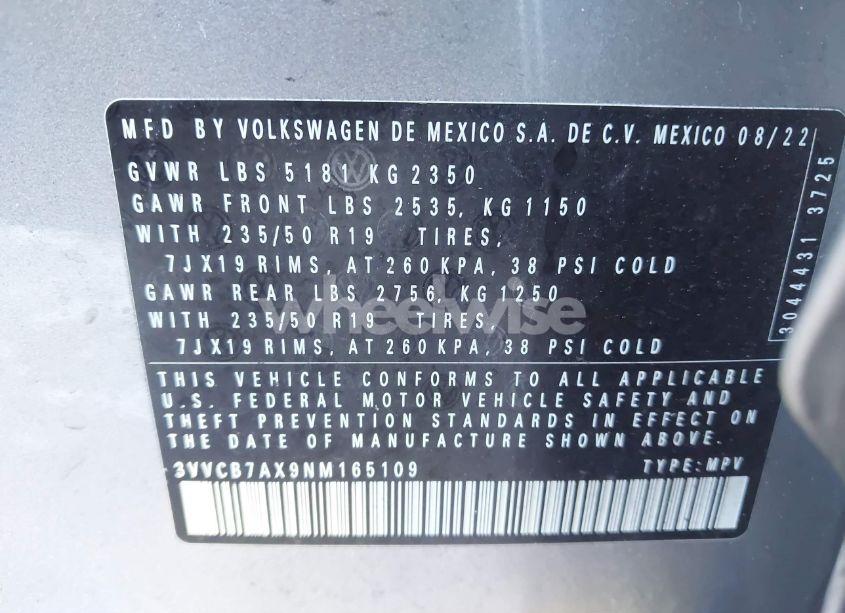 MFD BY VOLKSWAGEN DE MEXICO S.A. DE C.V. MEXICO 08/22
GVWR LBS 5181 KG 2350
GAWR FRONT LBS 2535, KG 1150
WITH 235/50 R19 TIRES,
7JX19 RIMS, AT 260 KPA, 38 PSI COLD
GAWR REAR LBS 2756, KG 1250
WITH 235/50 R19 TIRES,
7JX19 RIMS, AT 260 KPA, 38 PSI COLD
3044431 3725
wheelwise
THIS VEHICLE CONFORMS TO ALL APPLICABLE
U.S. FEDERAL MOTOR VEHICLE SAFETY AND
THEFT PREVENTION STANDARDS IN EFFECT ON
THE DATE OF MANUFACTURE SHOWN ABOVE.
3VVCB7AX9NM165109 TYPE: MPV